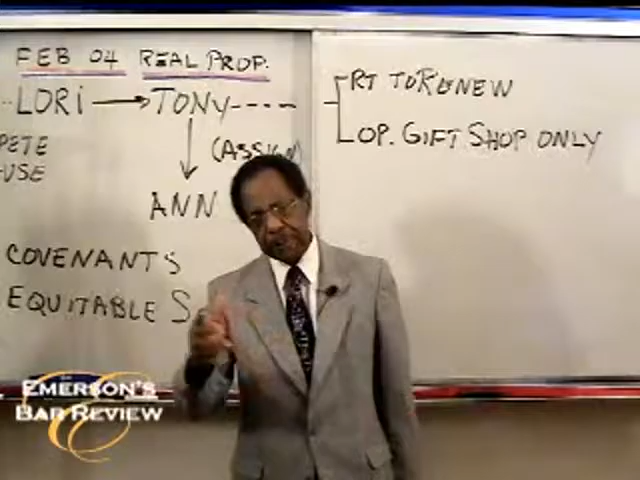 FEB 04 REAL PROP.
LORI → TONY----
(ASSIGN)
ANN
PETE
-USE
COVENANTS
EQUITABLE S
RT TO RENEW
OP. GIFT SHOP ONLY
EMERSON'S
BAR REVIEW